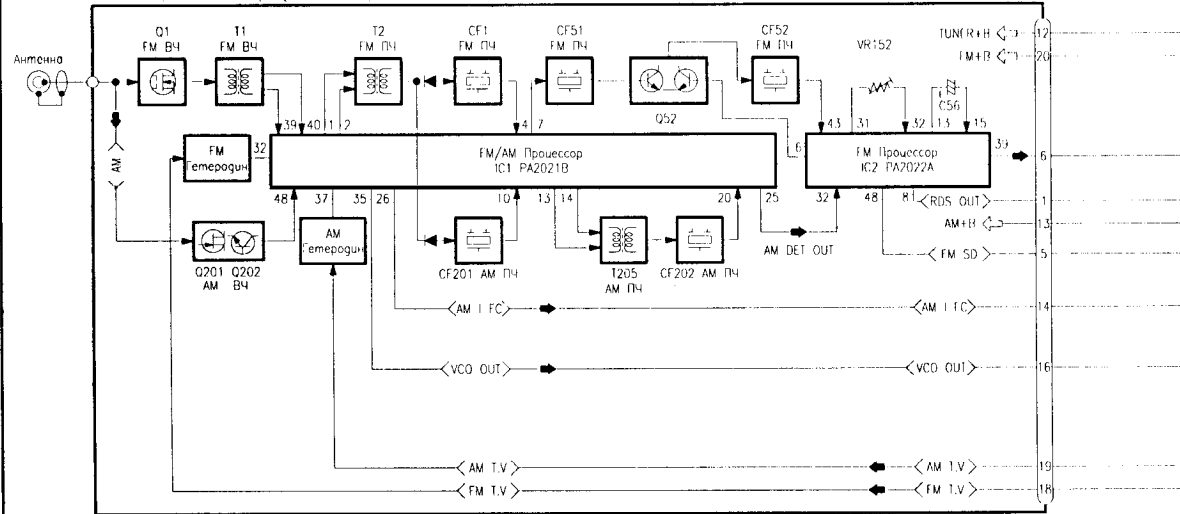 Q1
FM ВЧ
T1
FM ВЧ
T2
FM ПЧ
CF1
FM ПЧ
CF51
FM ПЧ
CF52
FM ПЧ
VR152
TUNER+B 12
FM+B 20
Антенна
Q52
C56
39 40 1 2 4 7 43 31 32 13 15
FM
Гетеродин
32
FM/AM Процессор
IC1 PA2021B
6
FM Процессор
IC2 PA2022A
39
6
AM
48 37 35 26 10 13 14 20 25 32 48 8
RDS OUT 1
AM+B 13
AM
Гетеродин
AM DET OUT
FM SD 5
Q201 Q202
AM ВЧ
CF201 AM ПЧ
T205
AM ПЧ
CF202 AM ПЧ
AM I FC AM I FC 14
VCO OUT VCO OUT 16
AM T.V AM T.V 19
FM T.V FM T.V 18